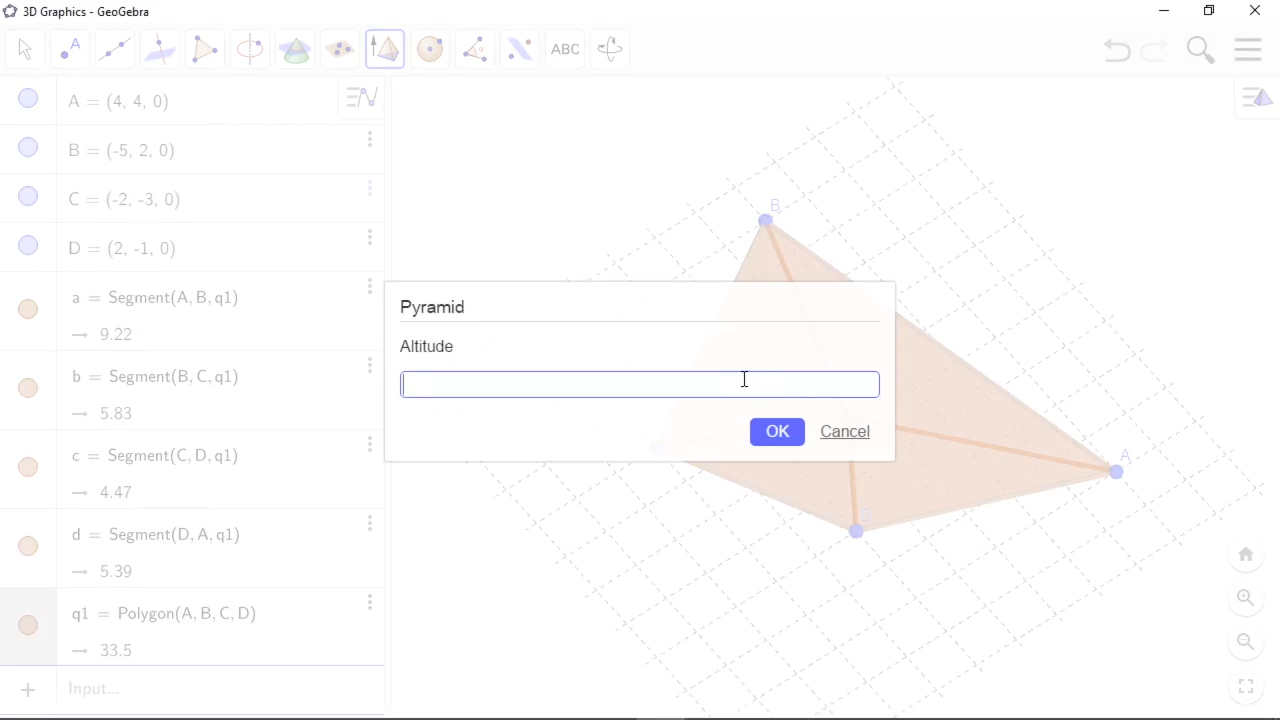 3D Graphics - GeoGebra
ABC
A = (4, 4, 0)
B = (-5, 2, 0)
C = (-2, -3, 0)
D = (2, -1, 0)
a = Segment(A, B, q1)
→ 9.22
b = Segment(B, C, q1)
→ 5.83
c = Segment(C, D, q1)
→ 4.47
d = Segment(D, A, q1)
→ 5.39
q1 = Polygon(A, B, C, D)
→ 33.5
+ Input...
B
Pyramid
Altitude
OK Cancel
A
D